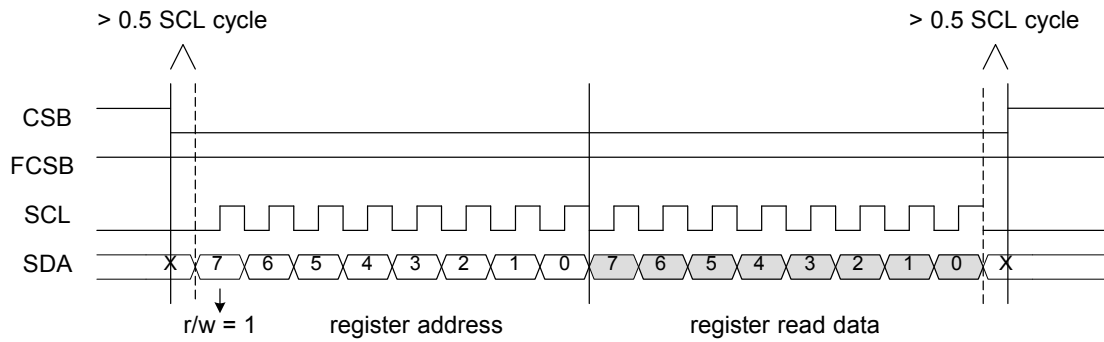 > 0.5 SCL cycle > 0.5 SCL cycle
CSB
FCSB
SCL
SDA X 7 6 5 4 3 2 1 0 7 6 5 4 3 2 1 0 X
r/w = 1 register address register read data